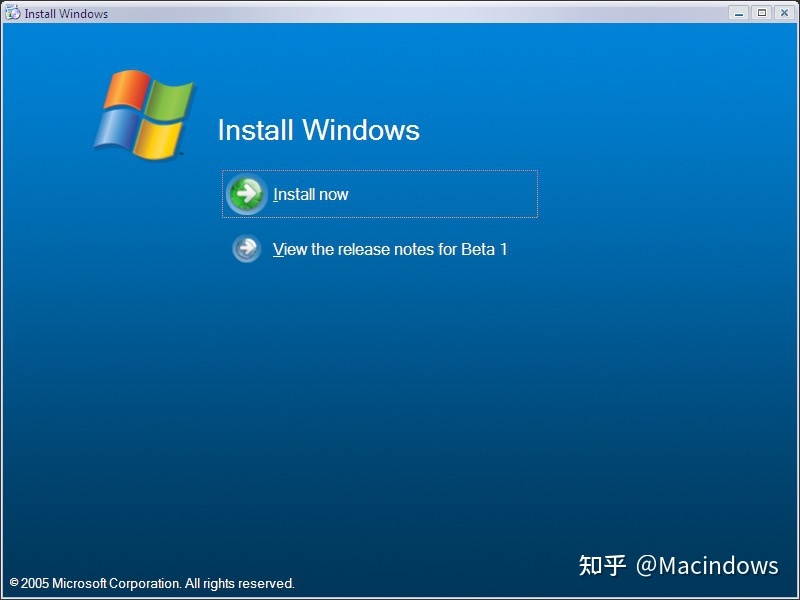 Install Windows
Install Windows
Install now
View the release notes for Beta 1
知乎 @Macindows
© 2005 Microsoft Corporation. All rights reserved.